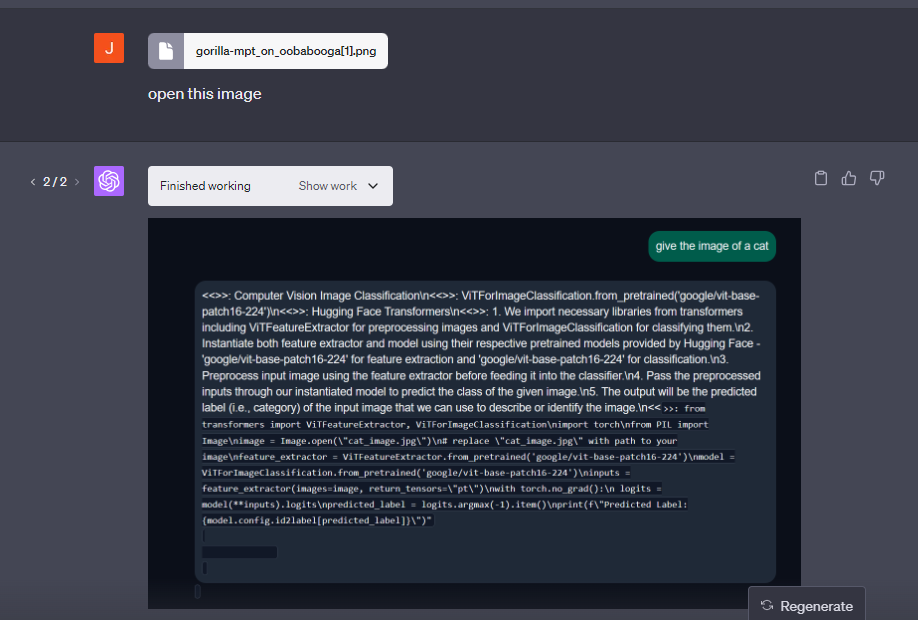 J
gorilla-mpt_on_oobabooga[1].png
open this image
< 2/2 >
Finished working Show work
give the image of a cat
<<>>: Computer Vision Image Classification\n<<>>: ViTForImageClassification.from_pretrained('google/vit-base-
patch16-224')\n<<>>: Hugging Face Transformers\n<<>>: 1. We import necessary libraries from transformers
including ViTFeatureExtractor for preprocessing images and ViTForImageClassification for classifying them.\n2.
Instantiate both feature extractor and model using their respective pretrained models provided by Hugging Face -
'google/vit-base-patch16-224' for feature extraction and 'google/vit-base-patch16-224' for classification.\n3.
Preprocess input image using the feature extractor before feeding it into the classifier.\n4. Pass the preprocessed
inputs through our instantiated model to predict the class of the given image.\n5. The output will be the predicted
label (i.e., category) of the input image that we can use to describe or identify the image.\n<< >>: from
transformers import ViTFeatureExtractor, ViTForImageClassification\nimport torch\nfrom PIL import
Image\nimage = Image.open(\"cat_image.jpg\")\n# replace \"cat_image.jpg\" with path to your
image\nfeature_extractor = ViTFeatureExtractor.from_pretrained('google/vit-base-patch16-224')\nmodel =
ViTForImageClassification.from_pretrained('google/vit-base-patch16-224')\ninputs =
feature_extractor(images=image, return_tensors=\"pt\")\nwith torch.no_grad():\n logits =
model(**inputs).logits\npredicted_label = logits.argmax(-1).item()\nprint(f\"Predicted Label:
{model.config.id2label[predicted_label]}\")"
Regenerate